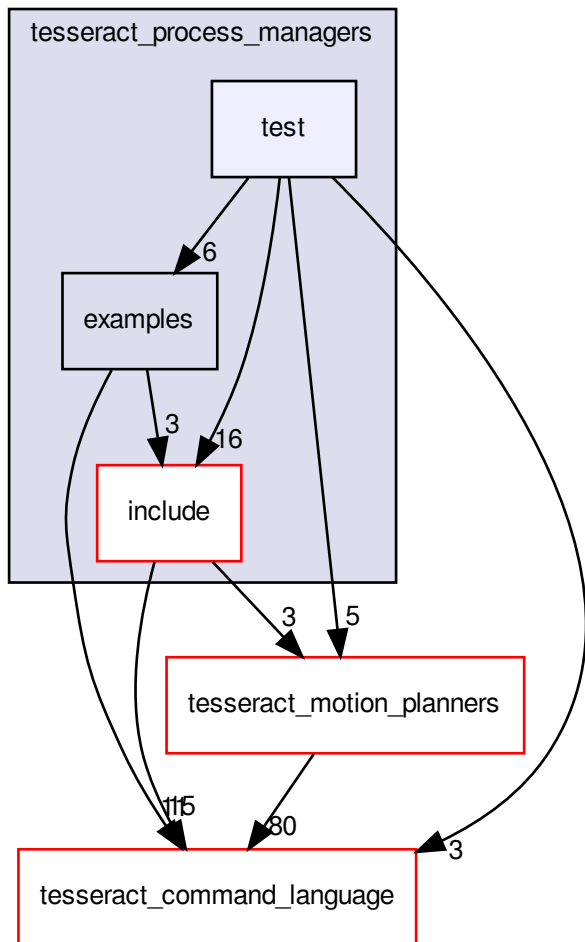 tesseract_process_managers
test
6
examples
3
16
include
3
5
tesseract_motion_planners
80
3
tesseract_command_language